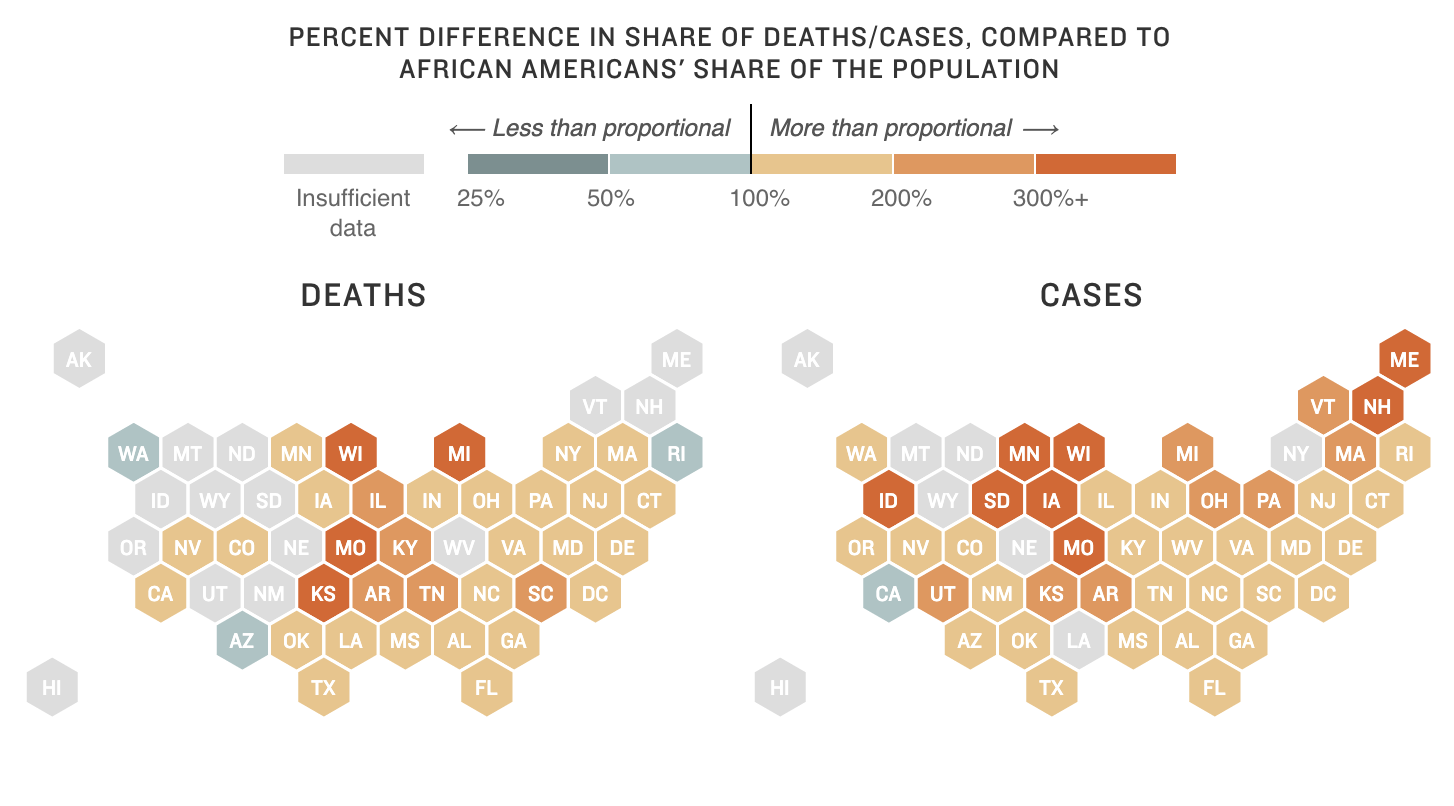 PERCENT DIFFERENCE IN SHARE OF DEATHS/CASES, COMPARED TO
AFRICAN AMERICANS’ SHARE OF THE POPULATION
← Less than proportional
More than proportional →
Insufficient
data
25% 50% 100% 200% 300%+
DEATHS
AK ME
VT NH
WA MT ND MN WI MI NY MA RI
ID WY SD IA IL IN OH PA NJ CT
OR NV CO NE MO KY WV VA MD DE
CA UT NM KS AR TN NC SC DC
AZ OK LA MS AL GA
HI TX FL
CASES
AK ME
VT NH
WA MT ND MN WI MI NY MA RI
ID WY SD IA IL IN OH PA NJ CT
OR NV CO NE MO KY WV VA MD DE
CA UT NM KS AR TN NC SC DC
AZ OK LA MS AL GA
HI TX FL